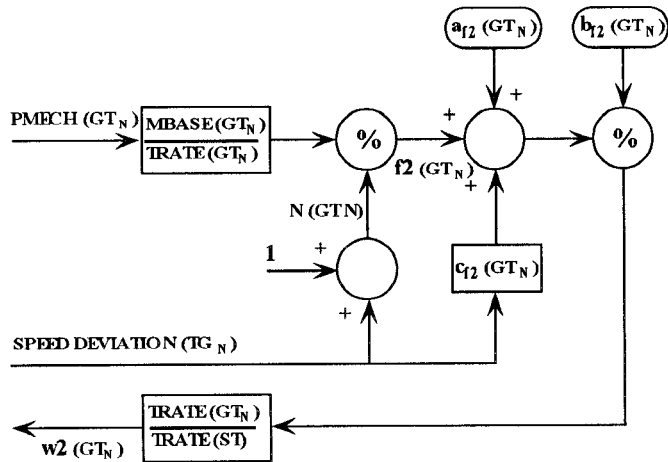 a_f2 (GT_N)
b_f2 (GT_N)
+
+
PMECH (GT_N)
MBASE(GT_N)
TRATE(GT_N)
%
%
f2 (GT_N)
+
N (GTN)
1
+
+
c_f2 (GT_N)
SPEED DEVIATION (TG_N)
TRATE(GT_N)
TRATE(ST)
w2 (GT_N)